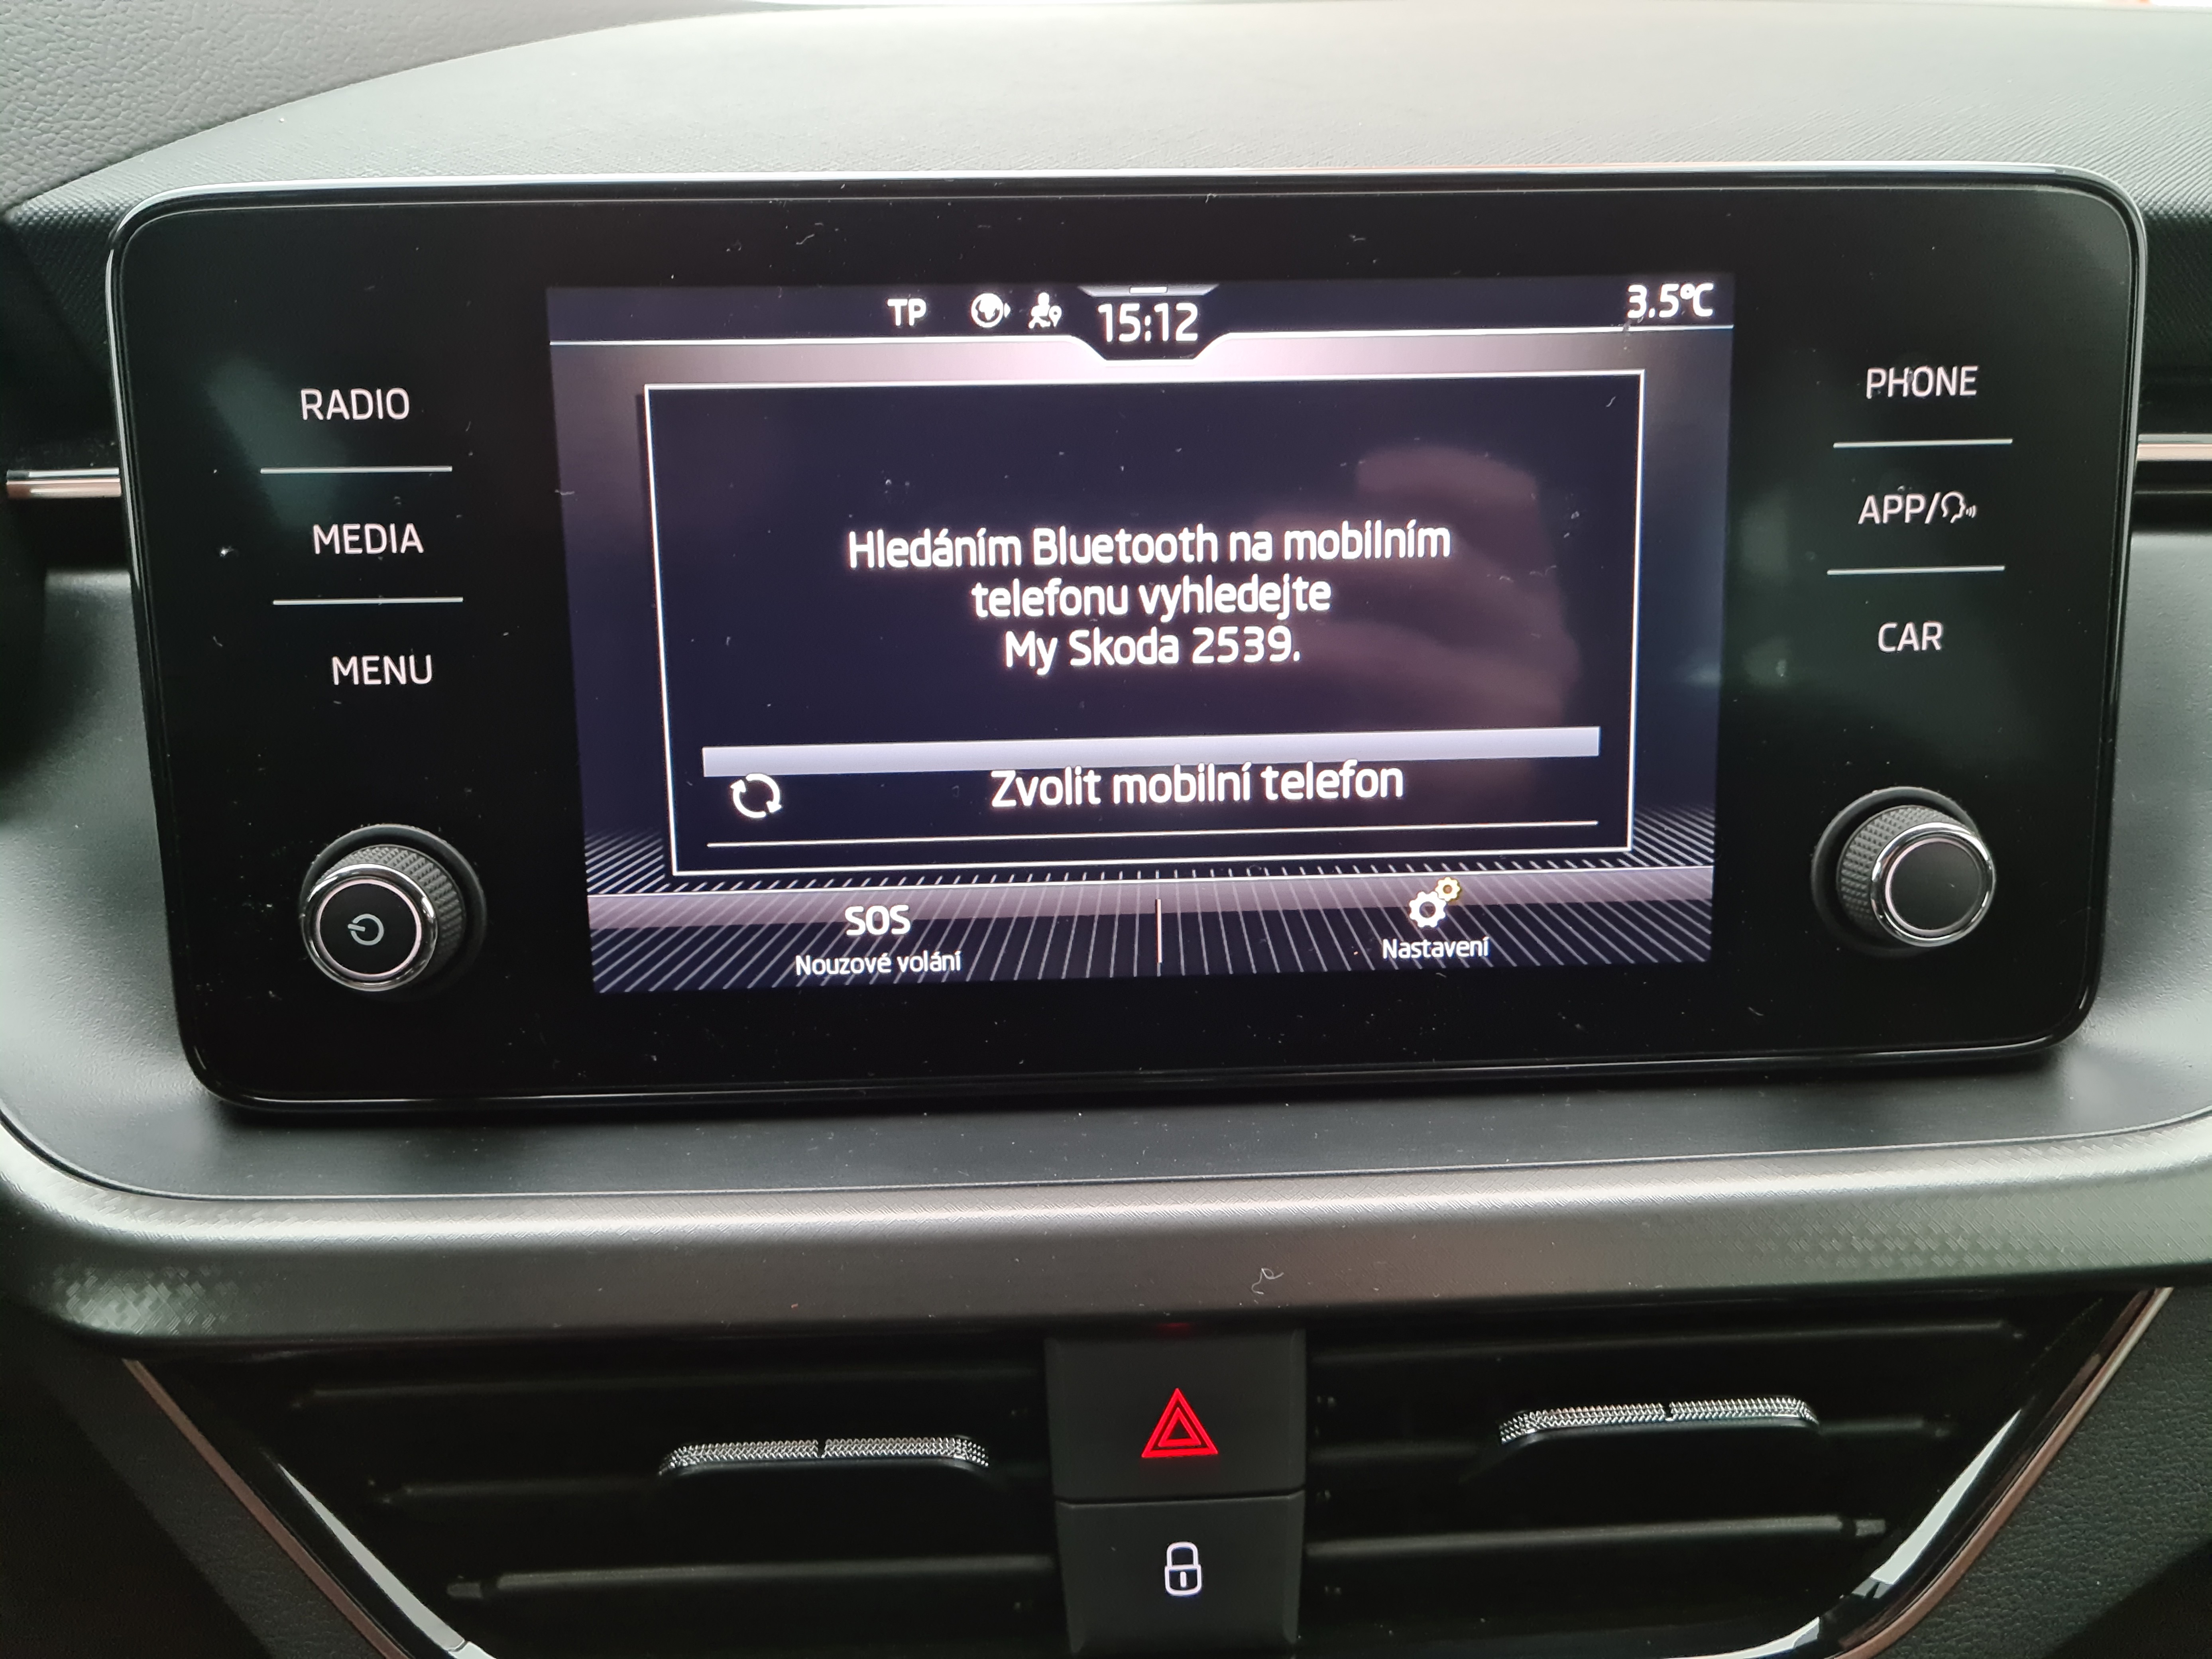 TP
15:12
3.5°C
RADIO
MEDIA
MENU
Hledáním Bluetooth na mobilním
telefonu vyhledejte
My Skoda 2539.
Zvolit mobilní telefon
SOS
Nouzové volání
Nastavení
PHONE
APP/
CAR